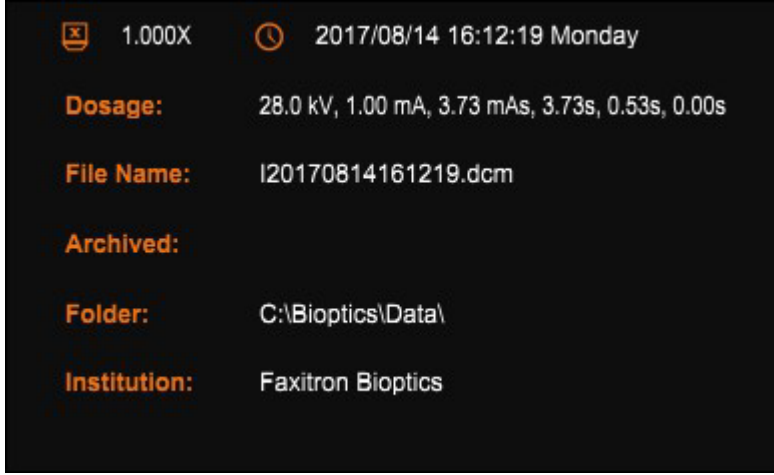 1.000X 2017/08/14 16:12:19 Monday
Dosage: 28.0 kV, 1.00 mA, 3.73 mAs, 3.73s, 0.53s, 0.00s
File Name: I20170814161219.dcm
Archived:
Folder: C:\Bioptics\Data\
Institution: Faxitron Bioptics